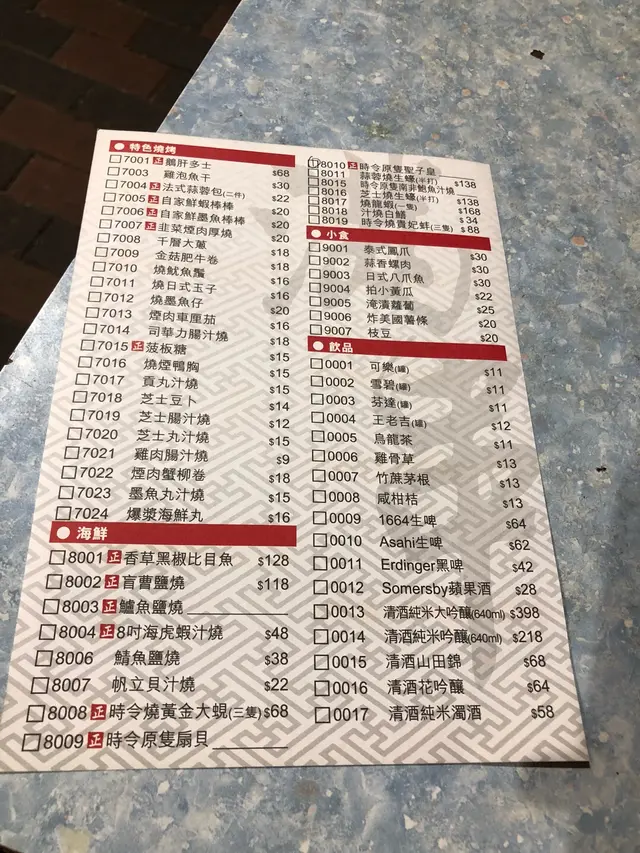 特色燒烤
7001 正 鵝肝多士 $68
7003 雞泡魚干 $30
7004 正 法式蒜蓉包(二件) $22
7005 正 自家鮮蝦棒棒 $20
7006 正 自家鮮墨魚棒棒 $20
7007 正 韭菜煙肉厚燒 $20
7008 千層大蔥 $18
7009 金菇肥牛卷 $18
7010 燒魷魚鬚 $18
7011 燒日式玉子 $16
7012 燒墨魚仔 $20
7013 煙肉車厘茄 $16
7014 司華力腸汁燒 $18
7015 正 菠板糖 $15
7016 燒煙鴨胸 $15
7017 貢丸汁燒 $15
7018 芝士豆卜 $14
7019 芝士腸汁燒 $12
7020 芝士丸汁燒 $15
7021 雞肉腸汁燒 $9
7022 煙肉蟹柳卷 $18
7023 墨魚丸汁燒 $15
7024 爆漿海鮮丸 $16
海鮮
8001 正 香草黑椒比目魚 $128
8002 正 盲曹鹽燒 $118
8003 正 鱸魚鹽燒
8004 正 8吋海虎蝦汁燒 $48
8006 鯖魚鹽燒 $38
8007 帆立貝汁燒 $22
8008 正 時令燒黃金大蜆(三隻) $68
8009 正 時令原隻扇貝
8010 正 時令原隻聖子皇
8011 蒜蓉燒生蠔(半打) $138
8015 時令原隻南非鮑魚汁燒
8016 芝士燒生蠔(半打) $138
8017 燒龍蝦(一隻) $168
8018 汁燒白鱔 $34
8019 時令燒貴妃蚌(三隻) $88
小食
9001 泰式鳳爪 $30
9002 蒜香螺肉 $30
9003 日式八爪魚 $30
9004 拍小黃瓜 $22
9005 淹漬蘿蔔 $25
9006 炸美國薯條 $20
9007 枝豆 $20
飲品
0001 可樂(罐) $11
0002 雪碧(罐) $11
0003 芬達(罐) $11
0004 王老吉(罐) $12
0005 烏龍茶 $11
0006 雞骨草 $13
0007 竹蔗茅根 $13
0008 咸柑桔 $13
0009 1664生啤 $64
0010 Asahi生啤 $62
0011 Erdinger黑啤 $42
0012 Somersby蘋果酒 $28
0013 清酒純米大吟釀(640ml) $398
0014 清酒純米吟釀(640ml) $218
0015 清酒山田錦 $68
0016 清酒花吟釀 $64
0017 清酒純米濁酒 $58